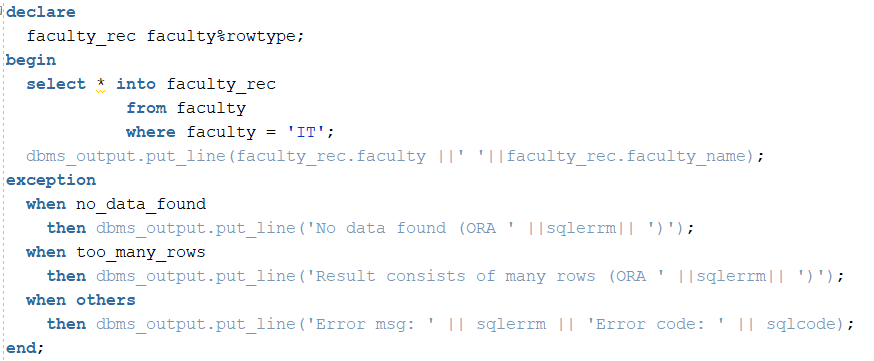 declare
  faculty_rec faculty%rowtype;
begin
  select * into faculty_rec
            from faculty
            where faculty = 'IT';
  dbms_output.put_line(faculty_rec.faculty ||' '||faculty_rec.faculty_name);
exception
  when no_data_found
    then dbms_output.put_line('No data found (ORA ' ||sqlerrm|| ')');
  when too_many_rows
    then dbms_output.put_line('Result consists of many rows (ORA ' ||sqlerrm|| ')');
  when others
    then dbms_output.put_line('Error msg: ' || sqlerrm || 'Error code: ' || sqlcode);
end;